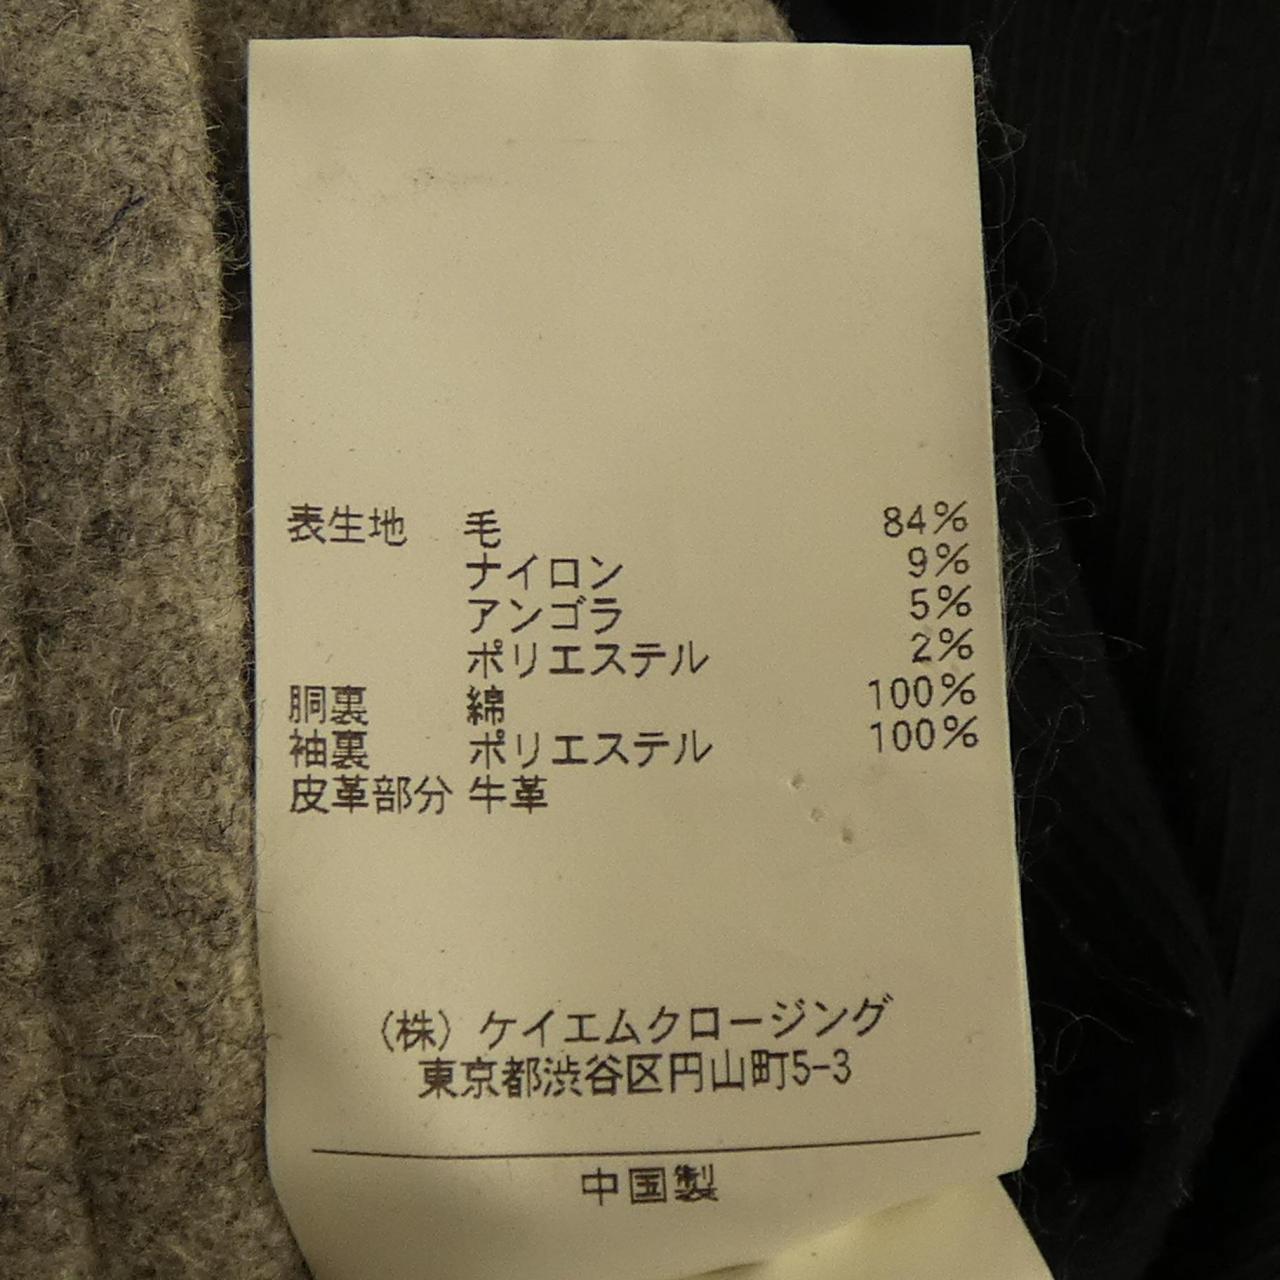 表生地 毛 84%
ナイロン 9%
アンゴラ 5%
ポリエステル 2%
胴裏 綿 100%
袖裏 ポリエステル 100%
皮革部分 牛革
(株) ケイエムクロージング
東京都渋谷区円山町5-3
中国製